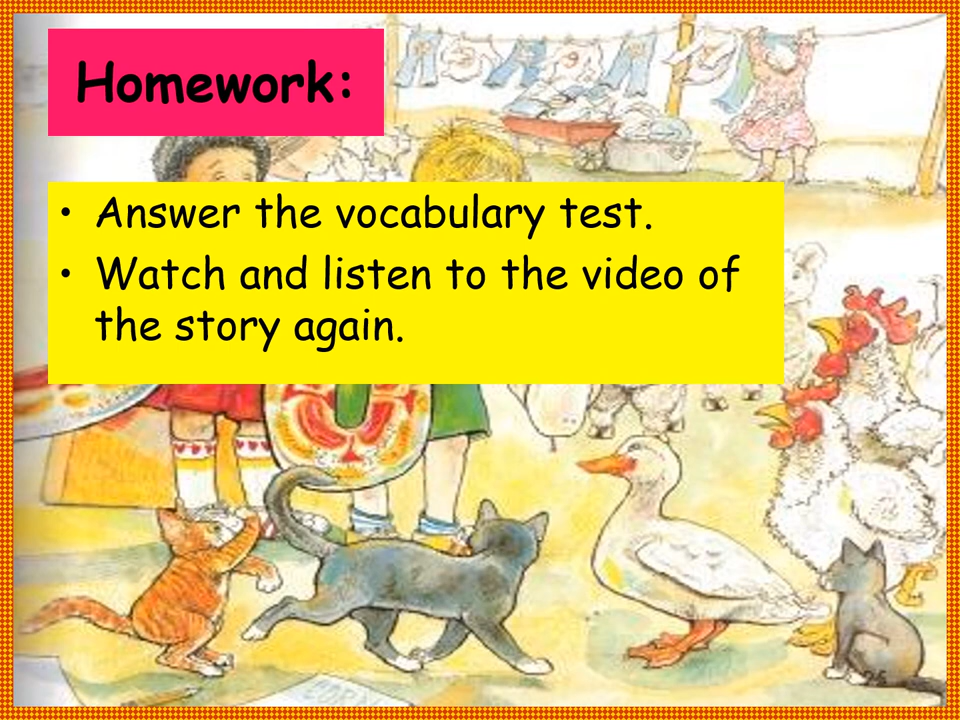 Homework:
• Answer the vocabulary test.
• Watch and listen to the video of
the story again.